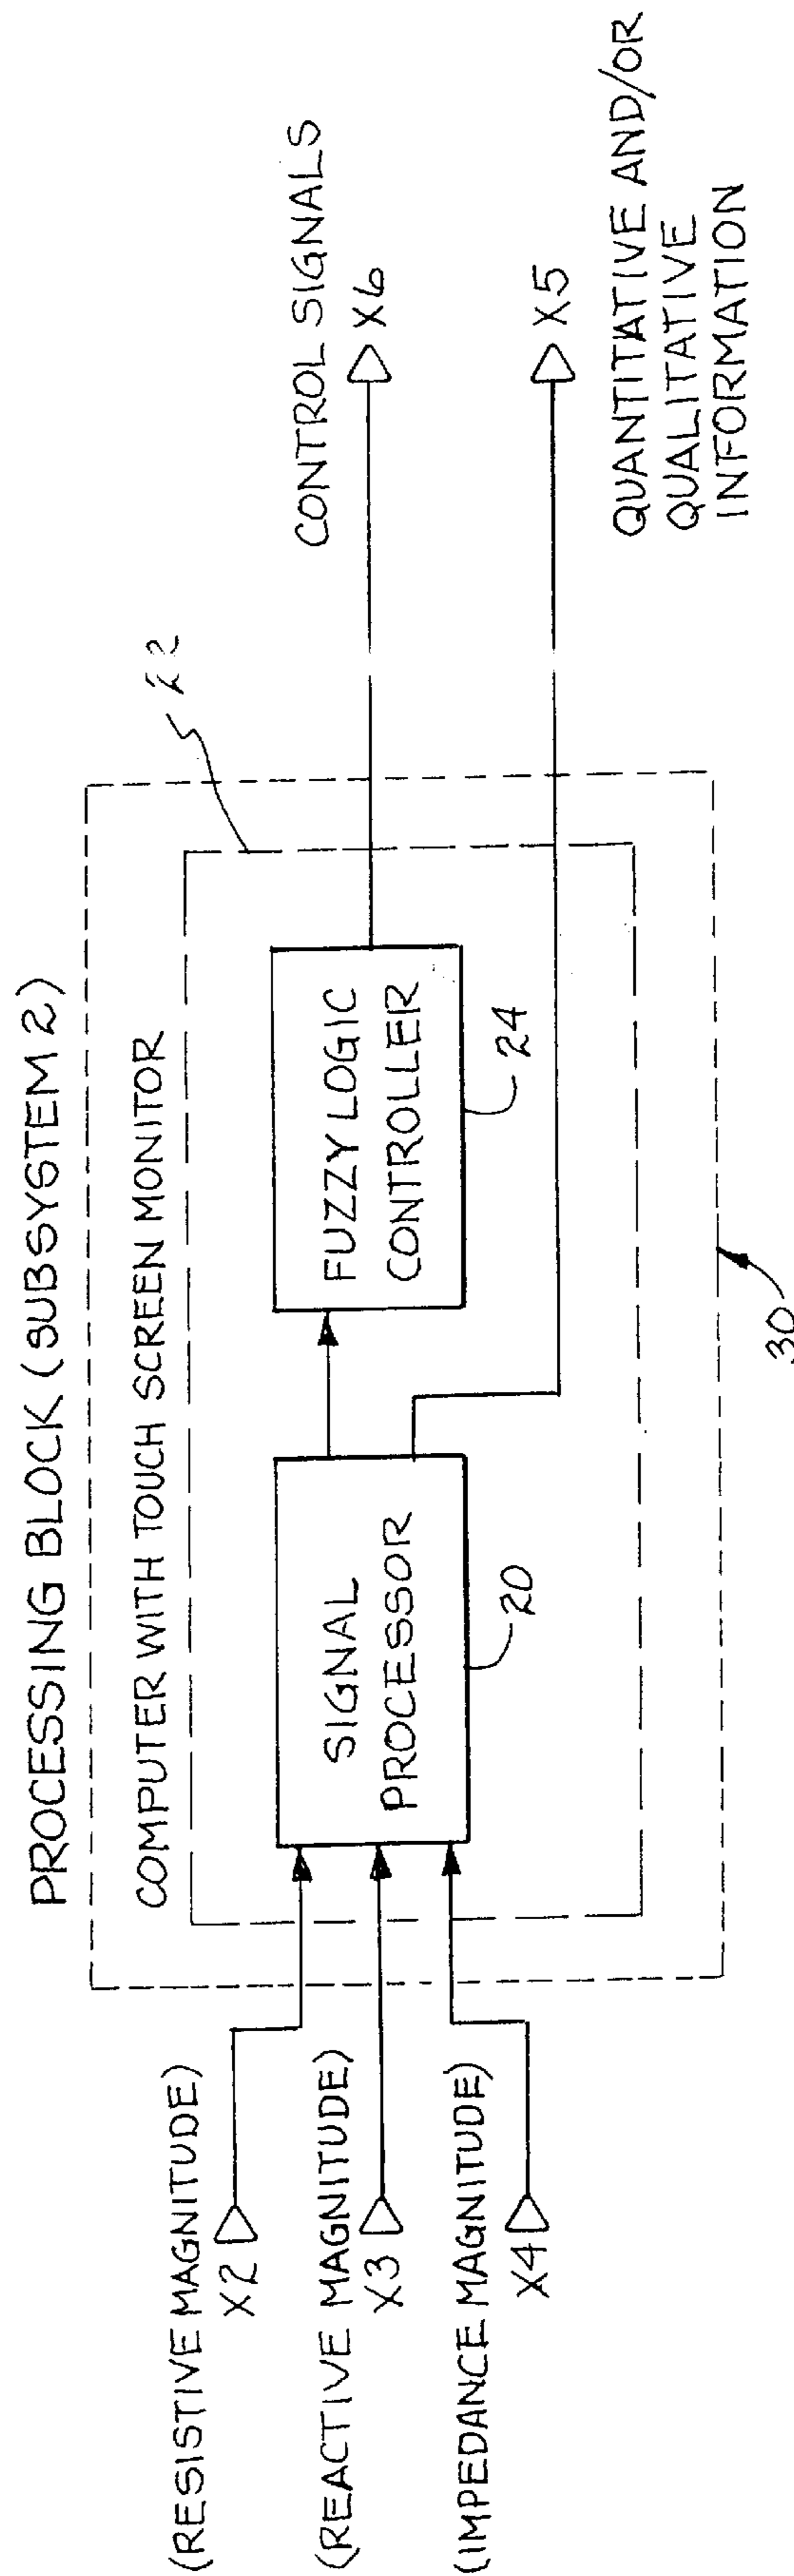 PROCESSING BLOCK (SUBSYSTEM 2)
COMPUTER WITH TOUCH SCREEN MONITOR
22
(RESISTIVE MAGNITUDE)
X2
(REACTIVE MAGNITUDE)
X3
(IMPEDANCE MAGNITUDE)
X4
SIGNAL
PROCESSOR
20
FUZZY LOGIC
CONTROLLER
24
CONTROL SIGNALS
X6
X5
QUANTITATIVE AND/OR
QUALITATIVE
INFORMATION
30